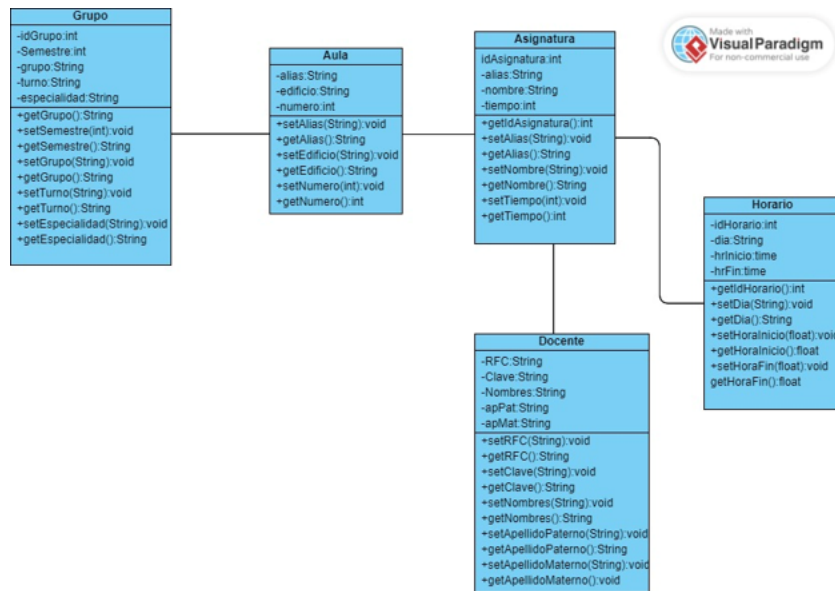 Grupo
-idGrupo:int
-Semestre:int
-grupo:String
-turno:String
-especialidad:String
+getGrupo():String
+setSemestre(int):void
+getSemestre():String
+setGrupo(String):void
+getGrupo():String
+setTurno(String):void
+getTurno():String
+setEspecialidad(String):void
+getEspecialidad():String
Aula
-alias:String
-edificio:String
-numero:int
+setAlias(String):void
+getAlias():String
+setEdificio(String):void
+getEdificio():String
+setNumero(int):void
+getNumero():int
Asignatura
idAsignatura:int
-alias:String
-nombre:String
-tiempo:int
+getIdAsignatura():int
+setAlias(String):void
+getAlias():String
+setNombre(String):void
+getNombre():String
+setTiempo(int):void
+getTiempo():int
Made with
VisualParadigm
For non-commercial use
Horario
-idHorario:int
-dia:String
-hrInicio:time
-hrFin:time
+getIdHorario():int
+setDia(String):void
+getDia():String
+setHoraInicio(float):void
+getHoraInicio():float
+setHoraFin(float):void
getHoraFin():float
Docente
-RFC:String
-Clave:String
-Nombres:String
-apPat:String
-apMat:String
+setRFC(String):void
+getRFC():String
+setClave(String):void
+getClave():String
+setNombres(String):void
+getNombres():String
+setApellidoPaterno(String):void
+getApellidoPaterno():String
+setApellidoMaterno(String):void
+getApellidoMaterno():void